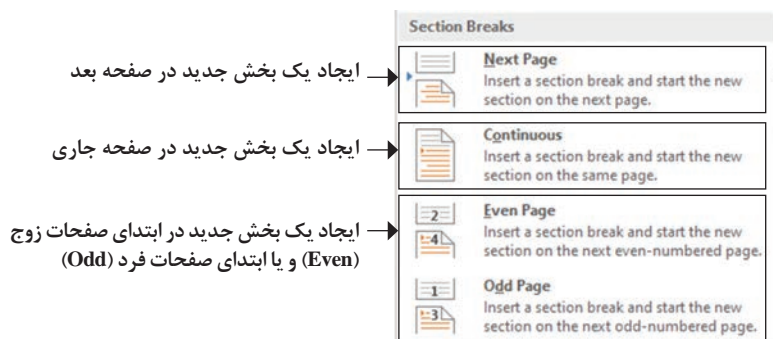 Section Breaks
Next Page
Insert a section break and start the new
section on the next page.
ایجاد یک بخش جدید در صفحه بعد
Continuous
Insert a section break and start the new
section on the same page.
ایجاد یک بخش جدید در صفحه جاری
2
4
Even Page
Insert a section break and start the new
section on the next even-numbered page.
ایجاد یک بخش جدید در ابتدای صفحات زوج
(Even) و یا ابتدای صفحات فرد (Odd)
1
3
Odd Page
Insert a section break and start the new
section on the next odd-numbered page.